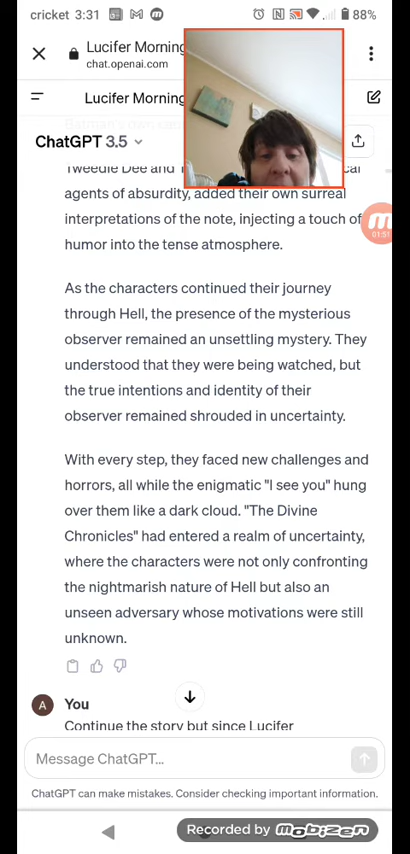 cricket 3:31 88%
Lucifer Morning
chat.openai.com
Lucifer Morning
ChatGPT 3.5
Tweedle Dee and
agents of absurdity, added their own surreal
interpretations of the note, injecting a touch of
humor into the tense atmosphere.
As the characters continued their journey
through Hell, the presence of the mysterious
observer remained an unsettling mystery. They
understood that they were being watched, but
the true intentions and identity of their
observer remained shrouded in uncertainty.
With every step, they faced new challenges and
horrors, all while the enigmatic "I see you" hung
over them like a dark cloud. "The Divine
Chronicles" had entered a realm of uncertainty,
where the characters were not only confronting
the nightmarish nature of Hell but also an
unseen adversary whose motivations were still
unknown.
A You
Continue the story but since Lucifer
Message ChatGPT...
ChatGPT can make mistakes. Consider checking important information.
Recorded by mobizen
01:51